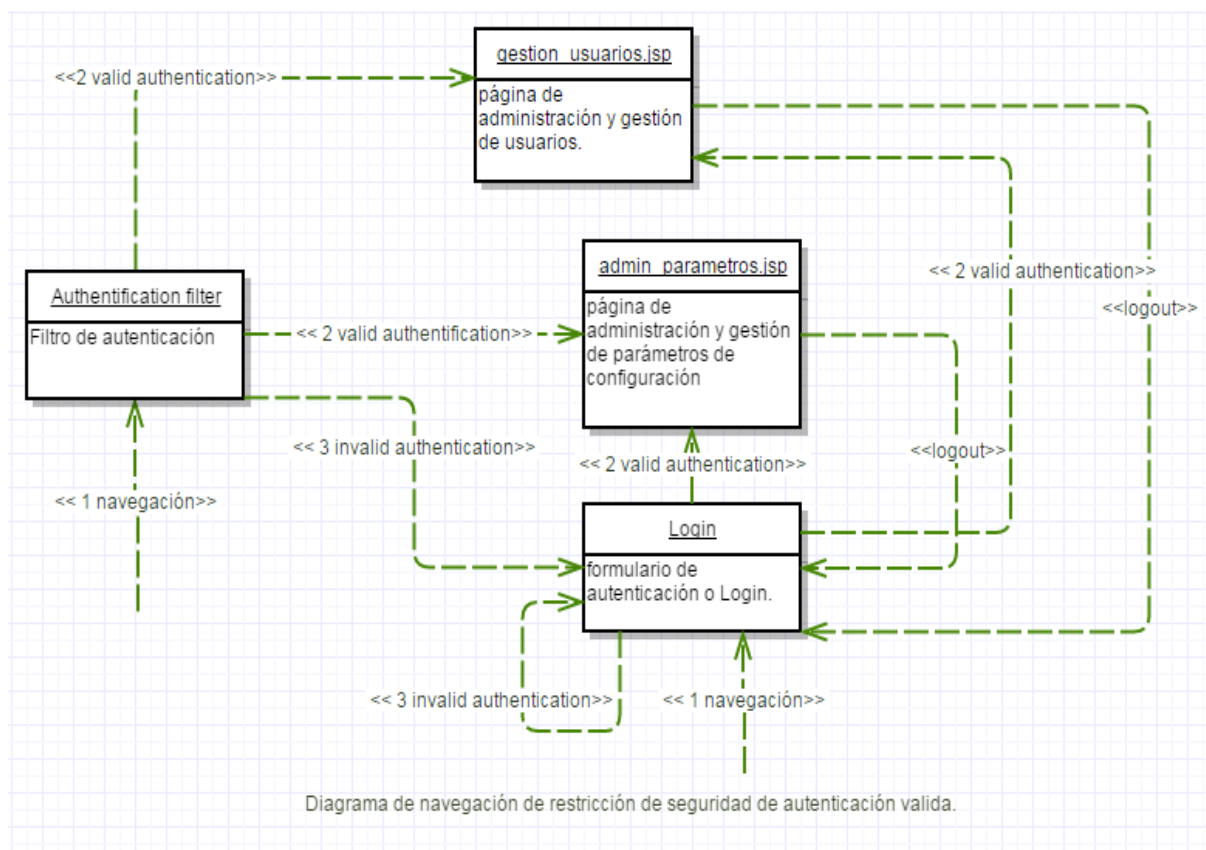 gestion_usuarios.jsp
<<2 valid authentication>>
página de
administración y gestión
de usuarios.
admin_parametros.jsp
<< 2 valid authentication>>
Authentification filter
<<logout>>
página de
administración y gestión
de parámetros de
configuración
Filtro de autenticación
<< 2 valid authentification>>
<< 3 invalid authentication>>
<<logout>>
<< 2 valid authentication>>
<< 1 navegación>>
Login
formulario de
autenticación o Login.
<< 3 invalid authentication>>
<< 1 navegación>>
Diagrama de navegación de restricción de seguridad de autenticación valida.